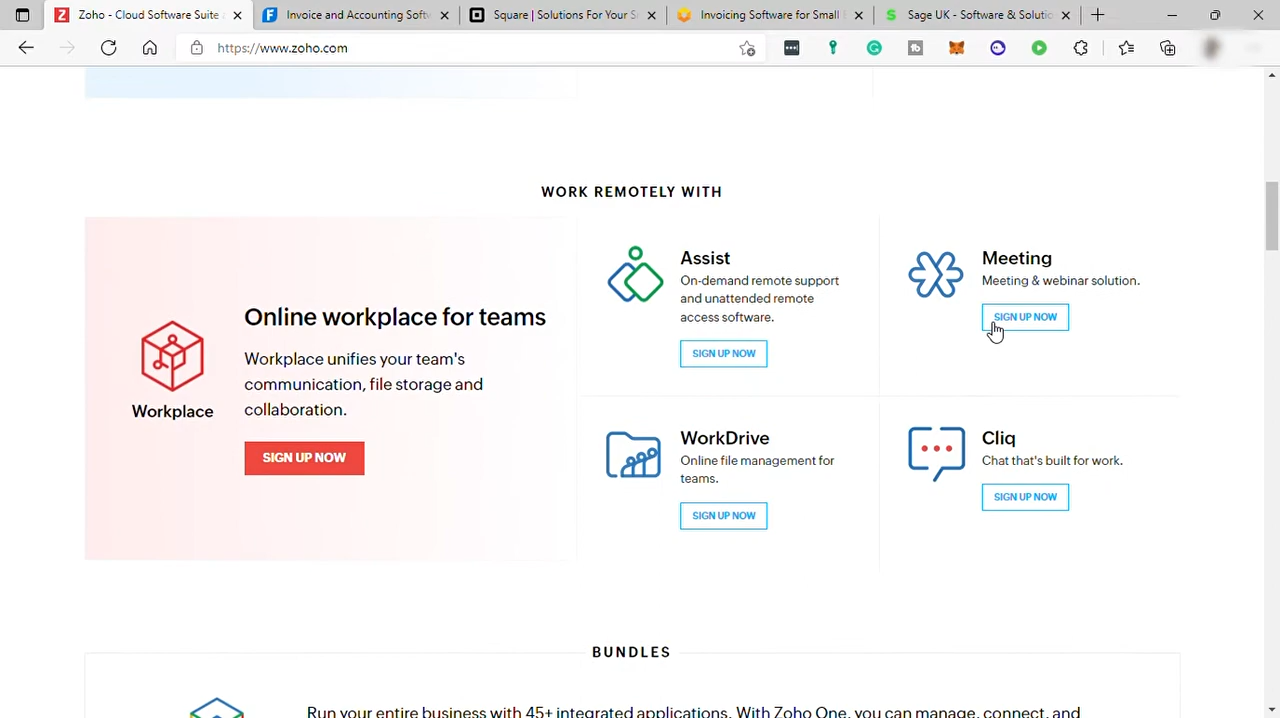 Zoho - Cloud Software Suite a
Invoice and Accounting Softw
Square | Solutions For Your S
Invoicing Software for Small B
Sage UK - Software & Solutio
https://www.zoho.com
WORK REMOTELY WITH
Workplace
Online workplace for teams
Workplace unifies your team's
communication, file storage and
collaboration.
SIGN UP NOW
Assist
On-demand remote support
and unattended remote
access software.
SIGN UP NOW
Meeting
Meeting & webinar solution.
SIGN UP NOW
WorkDrive
Online file management for
teams.
SIGN UP NOW
Cliq
Chat that's built for work.
SIGN UP NOW
BUNDLES
Run your entire business with 45+ integrated applications. With Zoho One, you can manage, connect, and